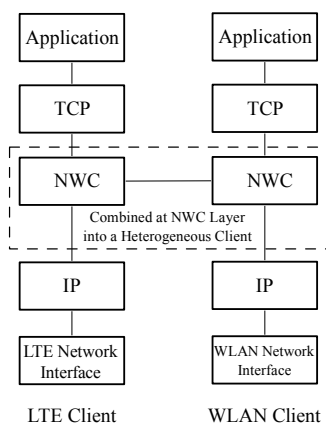 Application Application
TCP TCP
NWC NWC
Combined at NWC Layer
into a Heterogeneous Client
IP IP
LTE Network WLAN Network
Interface Interface
LTE Client WLAN Client